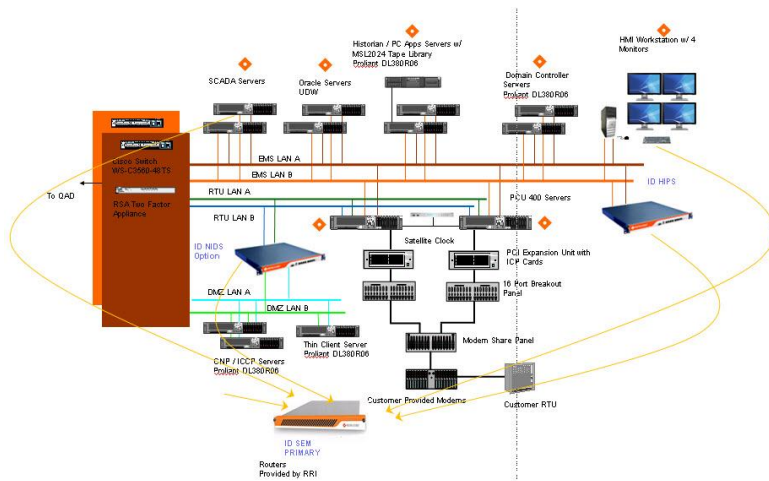 Historian / PC Apps Servers w/
MSL2024 Tape Library
Proliant DL380R06
HMI Workstation w/ 4
Monitors
SCADA Servers
Oracle Servers
UDW
Domain Controller
Servers
Proliant DL380R06
Cisco Switch
WS-C3560-48TS
EMS LAN A
EMS LAN B
To QAD
RSA Two Factor
Appliance
RTU LAN A
RTU LAN B
PCU 400 Servers
ID HIPS
ID NIDS
Option
Satellite Clock
PCI Expansion Unit with
ICP Cards
16 Port Breakout
Panel
DMZ LAN A
DMZ LAN B
CNP / ICCP Servers
Proliant DL380R06
Thin Client Server
Proliant DL380R06
Modem Share Panel
Customer Provided Modems
Customer RTU
ID SEM
PRIMARY
Routers
Provided by RRI